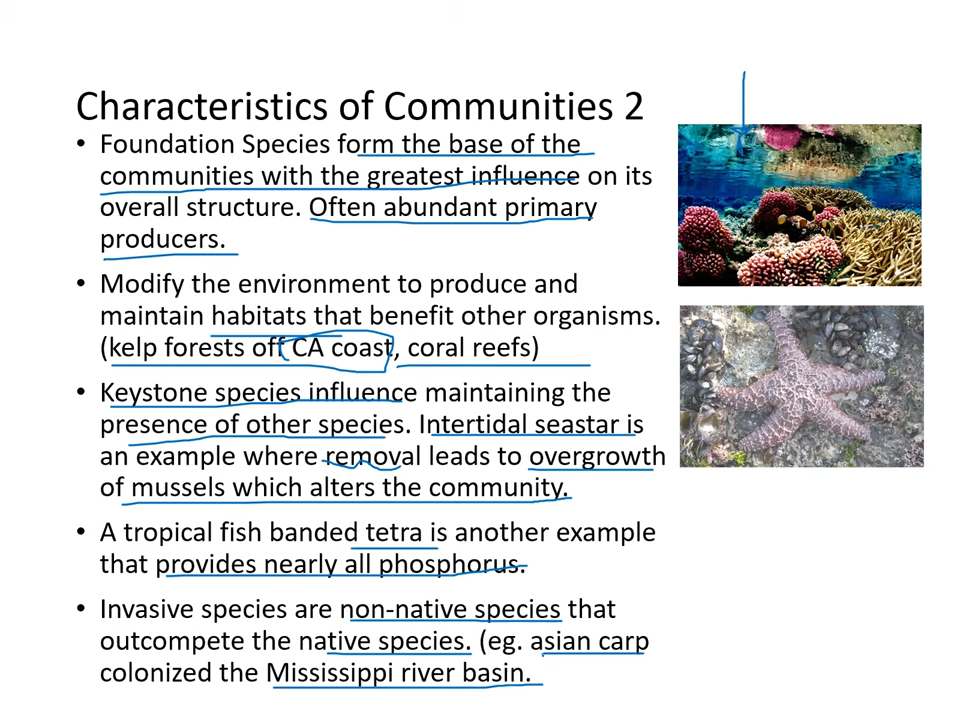 Characteristics of Communities 2
• Foundation Species form the base of the
communities with the greatest influence on its
overall structure. Often abundant primary
producers.
• Modify the environment to produce and
maintain habitats that benefit other organisms.
(kelp forests off CA coast, coral reefs)
• Keystone species influence maintaining the
presence of other species. Intertidal seastar is
an example where removal leads to overgrowth
of mussels which alters the community.
• A tropical fish banded tetra is another example
that provides nearly all phosphorus.
• Invasive species are non-native species that
outcompete the native species. (eg. asian carp
colonized the Mississippi river basin.